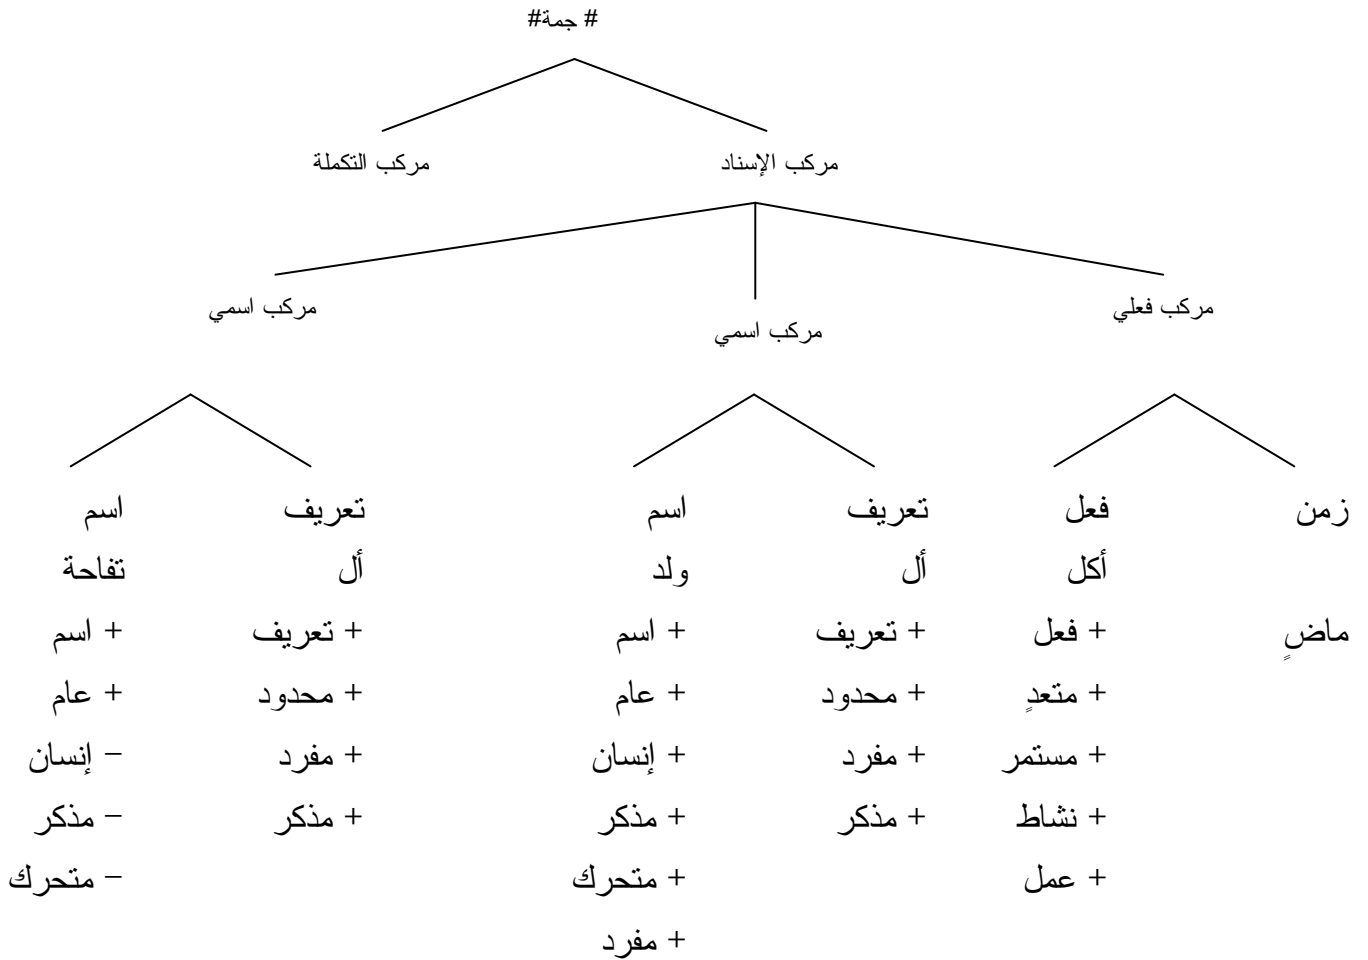 # جمة#
مركب الإسناد مركب التكملة
مركب فعلي مركب اسمي مركب اسمي
زمن فعل تعريف اسم تعريف اسم
أكل أل ولد أل تفاحة
ماضٍ + فعل + تعريف + اسم + تعريف + اسم
+ متعدٍ + محدود + عام + محدود + عام
+ مستمر + مفرد + إنسان + مفرد – إنسان
+ نشاط + مذكر + مذكر + مذكر – مذكر
+ عمل + متحرك – متحرك
+ مفرد